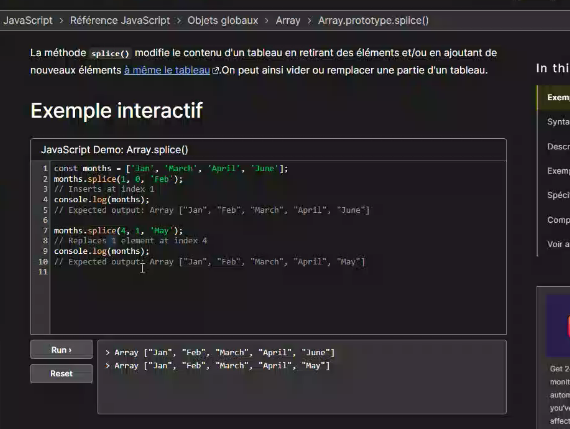 JavaScript > Référence JavaScript > Objets globaux > Array > Array.prototype.splice()
La méthode splice() modifie le contenu d'un tableau en retirant des éléments et/ou en ajoutant de
nouveaux éléments à même le tableau.On peut ainsi vider ou remplacer une partie d'un tableau.
In thi
Exemple interactif
Exemp
Synta
Descr
Exemp
Spécif
Comp
Voir a
JavaScript Demo: Array.splice()
1 const months = ['Jan', 'March', 'April', 'June'];
2 months.splice(1, 0, 'Feb');
3 // Inserts at index 1
4 console.log(months);
5 // Expected output: Array ["Jan", "Feb", "March", "April", "June"]
6
7 months.splice(4, 1, 'May');
8 // Replaces 1 element at index 4
9 console.log(months);
10 // Expected output: Array ["Jan", "Feb", "March", "April", "May"]
11
Run ›
Reset
> Array ["Jan", "Feb", "March", "April", "June"]
> Array ["Jan", "Feb", "March", "April", "May"]
Get 2
monit
autom
you've
affect